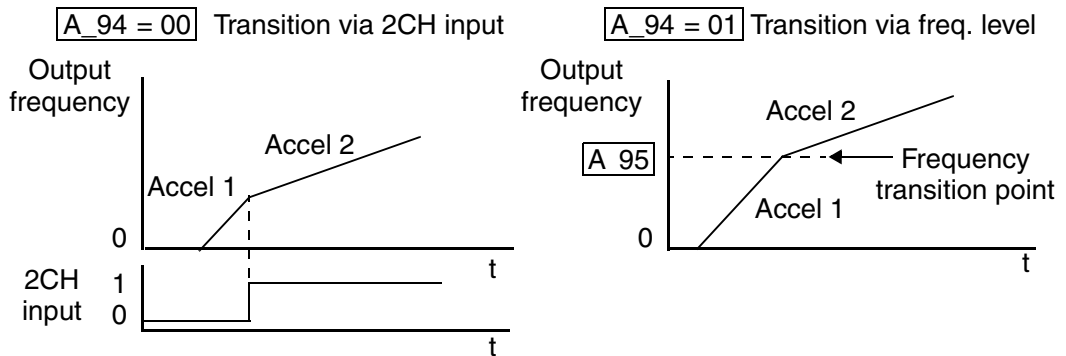 A_94 = 00 Transition via 2CH input
Output
frequency
Accel 2
Accel 1
0
t
2CH
input
1
0
t
A_94 = 01 Transition via freq. level
Output
frequency
Accel 2
A 95
Frequency
transition point
Accel 1
0
t